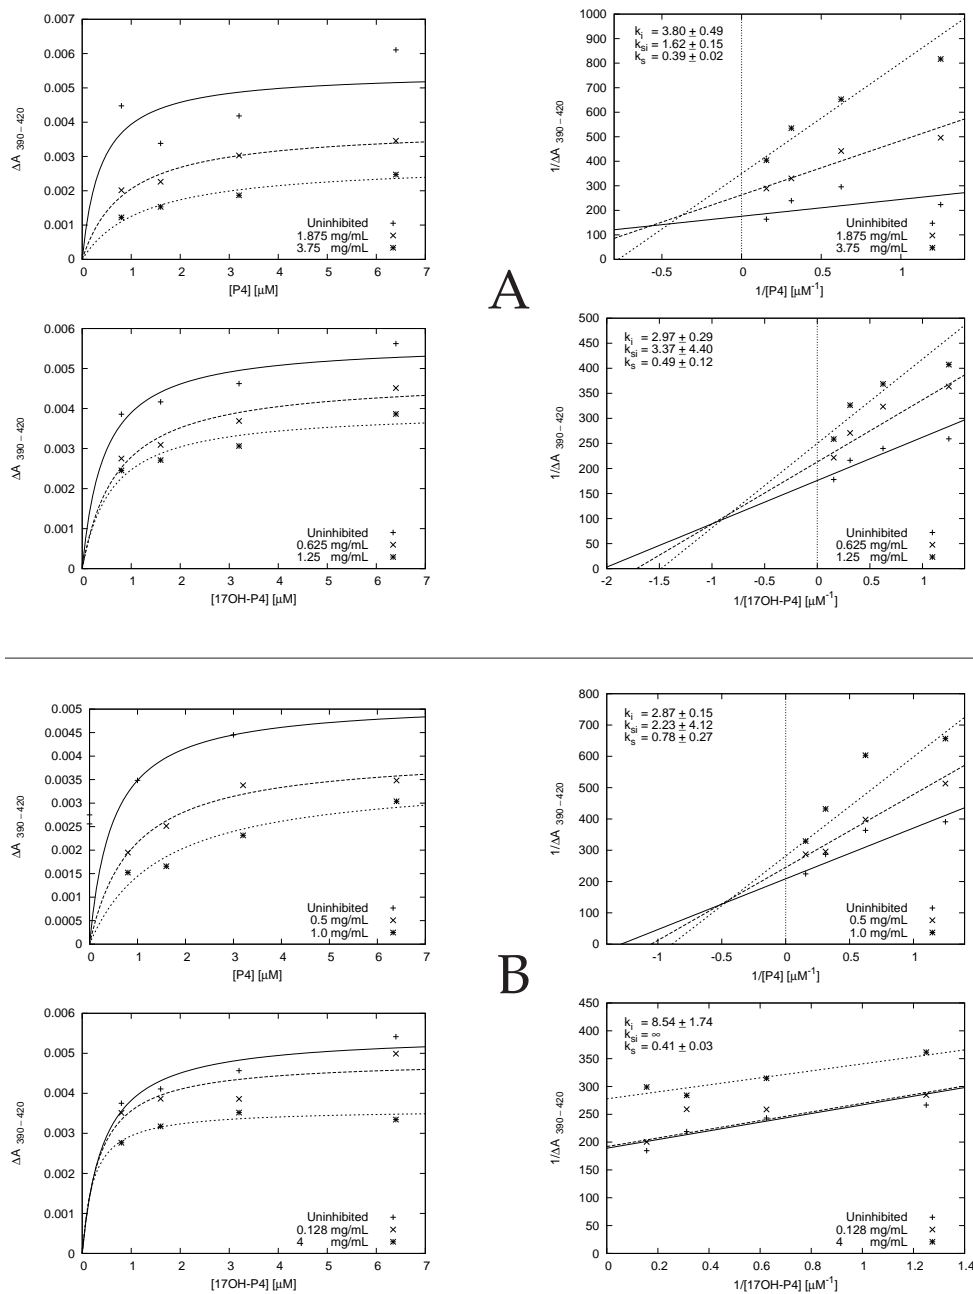 0.007
0.006
0.005
0.004
0.003
0.002
0.001
0
0 1 2 3 4 5 6 7
ΔA 390−420
[P4] [μM]
Uninhibited
1.875 mg/mL
3.75 mg/mL
1000
900
800
700
600
500
400
300
200
100
0
-0.5 0 0.5 1
1/ΔA 390−420
1/[P4] [μM-1]
ki = 3.80 ± 0.49
ksi = 1.62 ± 0.15
ks = 0.39 ± 0.02
Uninhibited
1.875 mg/mL
3.75 mg/mL
A
0.006
0.005
0.004
0.003
0.002
0.001
0
0 1 2 3 4 5 6 7
ΔA 390−420
[17OH-P4] [μM]
Uninhibited
0.625 mg/mL
1.25 mg/mL
500
450
400
350
300
250
200
150
100
50
0
-2 -1.5 -1 -0.5 0 0.5 1
1/ΔA 390−420
1/[17OH-P4] [μM-1]
ki = 2.97 ± 0.29
ksi = 3.37 ± 4.40
ks = 0.49 ± 0.12
Uninhibited
0.625 mg/mL
1.25 mg/mL
0.005
0.0045
0.004
0.0035
0.003
0.0025
0.002
0.0015
0.001
0.0005
0
0 1 2 3 4 5 6 7
ΔA 390−420
[P4] [μM]
Uninhibited
0.5 mg/mL
1.0 mg/mL
800
700
600
500
400
300
200
100
0
-1 -0.5 0 0.5 1
1/ΔA 390−420
1/[P4] [μM-1]
ki = 2.87 ± 0.15
ksi = 2.23 ± 4.12
ks = 0.78 ± 0.27
Uninhibited
0.5 mg/mL
1.0 mg/mL
B
0.006
0.005
0.004
0.003
0.002
0.001
0
0 1 2 3 4 5 6 7
ΔA 390−420
[17OH-P4] [μM]
Uninhibited
0.128 mg/mL
4 mg/mL
450
400
350
300
250
200
150
100
50
0
0 0.2 0.4 0.6 0.8 1 1.2 1.4
1/ΔA 390−420
1/[17OH-P4] [μM-1]
ki = 8.54 ± 1.74
ksi = ∞
ks = 0.41 ± 0.03
Uninhibited
0.128 mg/mL
4 mg/mL